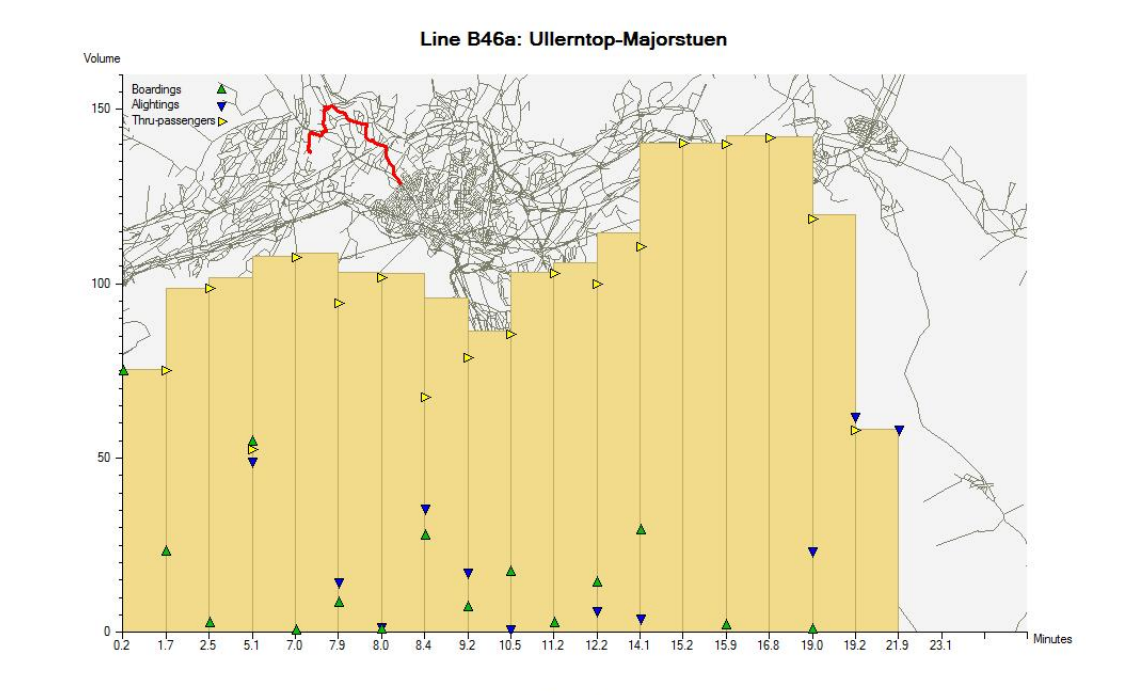 Line B46a: Ullerntop-Majorstuen
Volume
Boardings
Alightings
Thru-passengers
150
100
50
0
0.2 1.7 2.5 5.1 7.0 7.9 8.0 8.4 9.2 10.5 11.2 12.2 14.1 15.2 15.9 16.8 19.0 19.2 21.9 23.1 Minutes